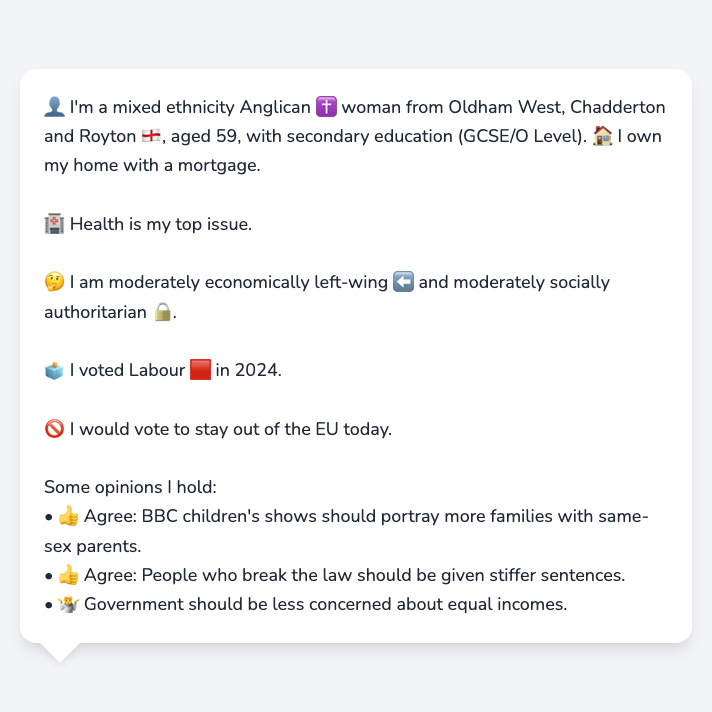 👤 I'm a mixed ethnicity Anglican ✝️ woman from Oldham West, Chadderton
and Royton 🏴󠁧󠁢󠁥󠁮󠁧󠁿, aged 59, with secondary education (GCSE/O Level). 🏠 I own
my home with a mortgage.
🏥 Health is my top issue.
🤔 I am moderately economically left-wing ⬅️ and moderately socially
authoritarian 🔒.
🗳️ I voted Labour 🟥 in 2024.
🚫 I would vote to stay out of the EU today.
Some opinions I hold:
• 👍 Agree: BBC children's shows should portray more families with same-
sex parents.
• 👍 Agree: People who break the law should be given stiffer sentences.
• 🤷 Government should be less concerned about equal incomes.